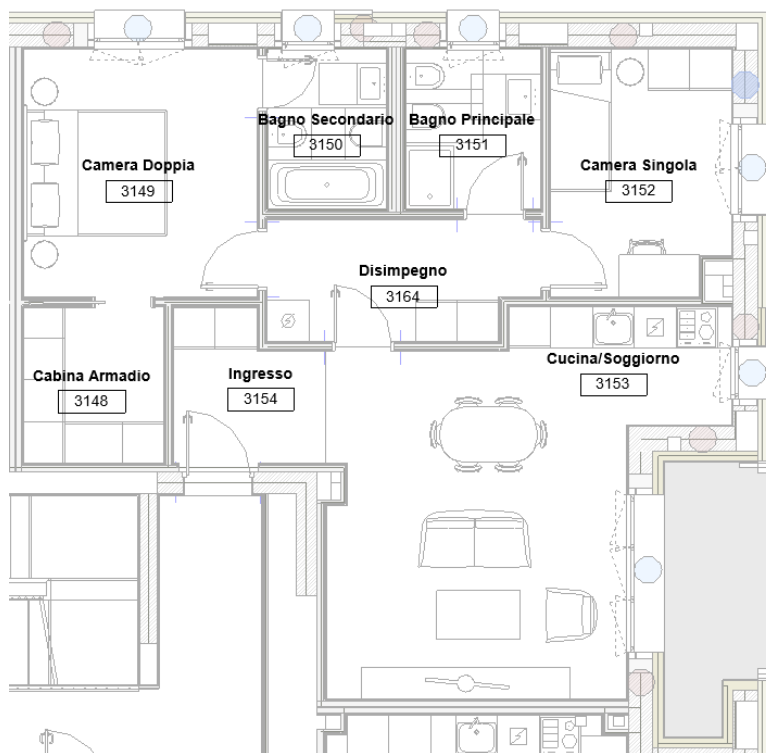 Bagno Secondario
3150
Bagno Principale
3151
Camera Doppia
3149
Camera Singola
3152
Disimpegno
3164
Cucina/Soggiorno
3153
Cabina Armadio
3148
Ingresso
3154